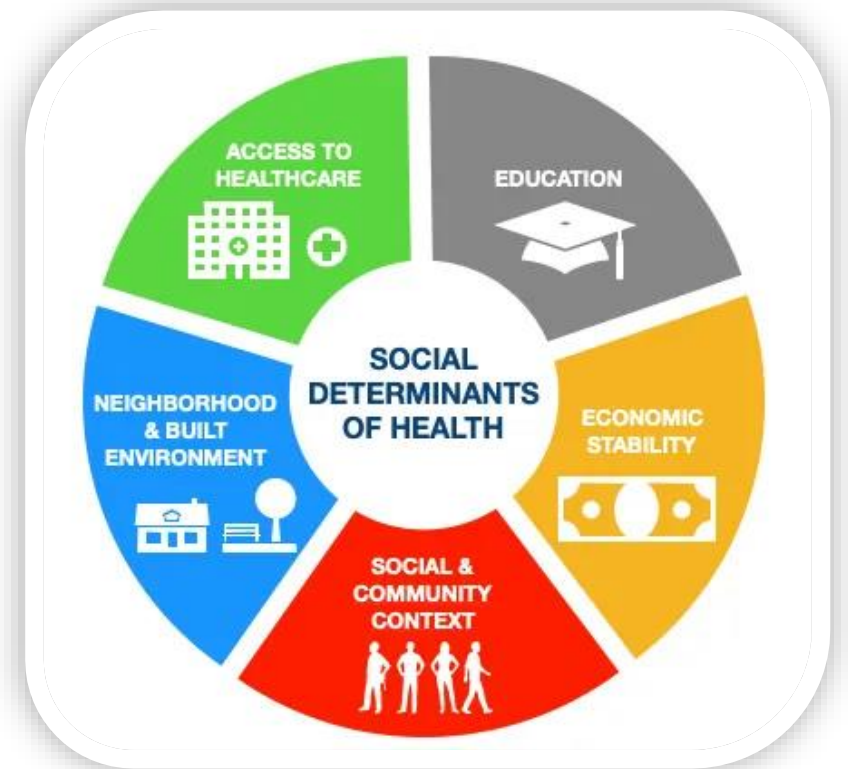 ACCESS TO
HEALTHCARE
EDUCATION
SOCIAL
DETERMINANTS
OF HEALTH
NEIGHBORHOOD
& BUILT
ENVIRONMENT
ECONOMIC
STABILITY
SOCIAL &
COMMUNITY
CONTEXT